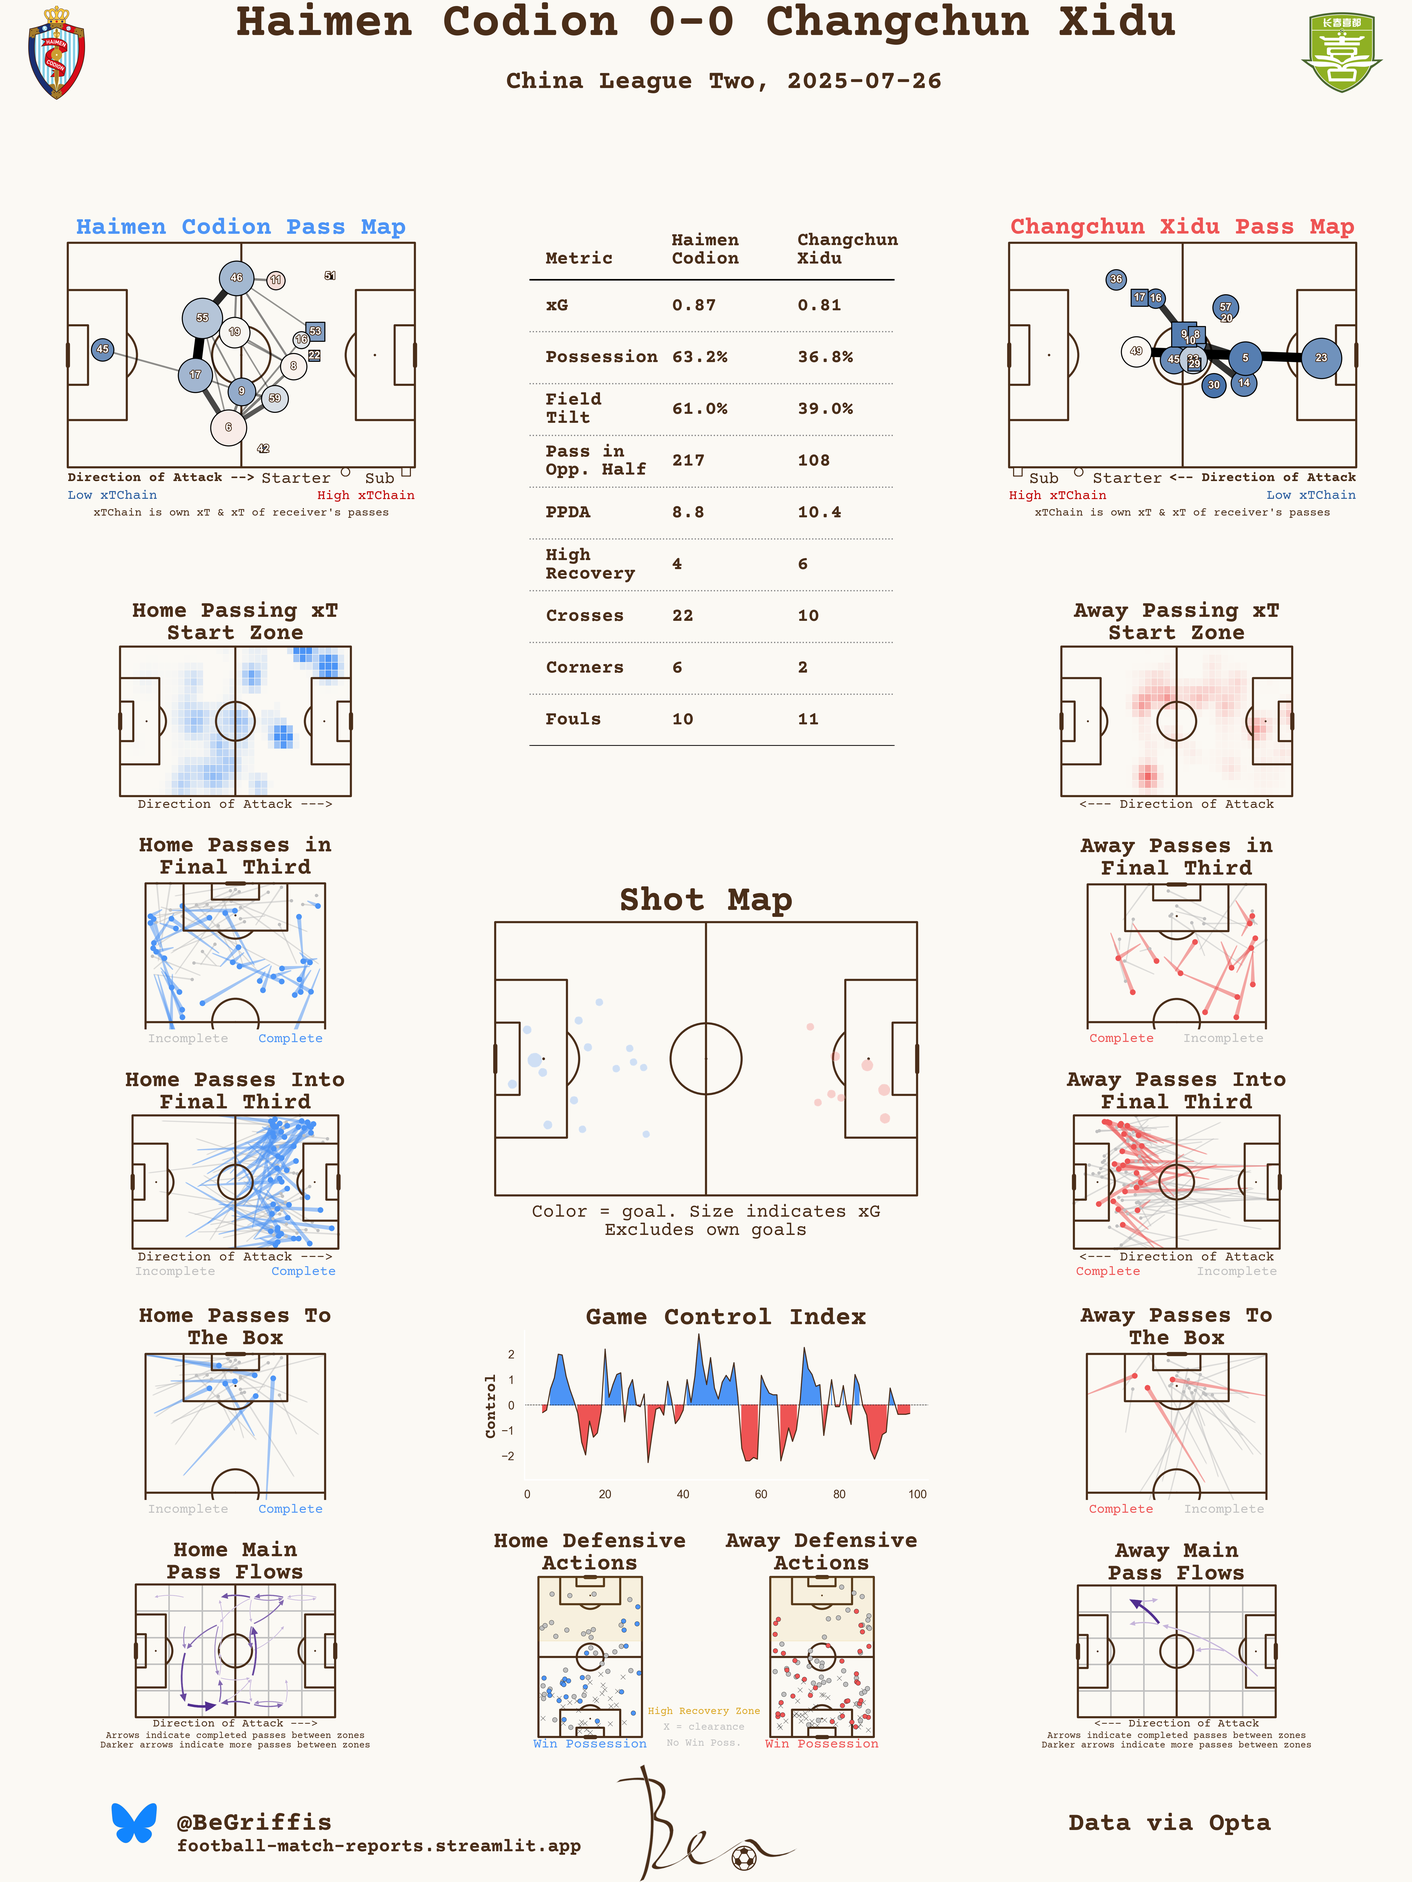 Haimen Codion 0-0 Changchun Xidu
China League Two, 2025-07-26
HAIMEN
CODION
长春喜都
喜
Haimen Codion Pass Map
46
11
51
55
19
53
16
22
45
8
17
9
59
6
42
Direction of Attack --> Starter Sub
Low xTChain High xTChain
xTChain is own xT & xT of receiver's passes
Metric Haimen Codion Changchun Xidu
xG 0.87 0.81
Possession 63.2% 36.8%
Field Tilt 61.0% 39.0%
Pass in Opp. Half 217 108
PPDA 8.8 10.4
High Recovery 4 6
Crosses 22 10
Corners 6 2
Fouls 10 11
Changchun Xidu Pass Map
36
17
16
57
20
9
8
10
49
45
29
5
23
30
14
Sub Starter <-- Direction of Attack
High xTChain Low xTChain
xTChain is own xT & xT of receiver's passes
Home Passing xT
Start Zone
Direction of Attack --->
Away Passing xT
Start Zone
<--- Direction of Attack
Home Passes in
Final Third
Incomplete Complete
Away Passes in
Final Third
Complete Incomplete
Shot Map
Color = goal. Size indicates xG
Excludes own goals
Home Passes Into
Final Third
Direction of Attack --->
Incomplete Complete
Away Passes Into
Final Third
<--- Direction of Attack
Complete Incomplete
Home Passes To
The Box
Incomplete Complete
Game Control Index
Control
2
1
0
−1
−2
0 20 40 60 80 100
Away Passes To
The Box
Complete Incomplete
Home Main
Pass Flows
Direction of Attack --->
Arrows indicate completed passes between zones
Darker arrows indicate more passes between zones
Home Defensive
Actions
Win Possession
Away Defensive
Actions
Win Possession
High Recovery Zone
X = clearance
No Win Poss.
Away Main
Pass Flows
<--- Direction of Attack
Arrows indicate completed passes between zones
Darker arrows indicate more passes between zones
@BeGriffis
football-match-reports.streamlit.app
Ben
Data via Opta